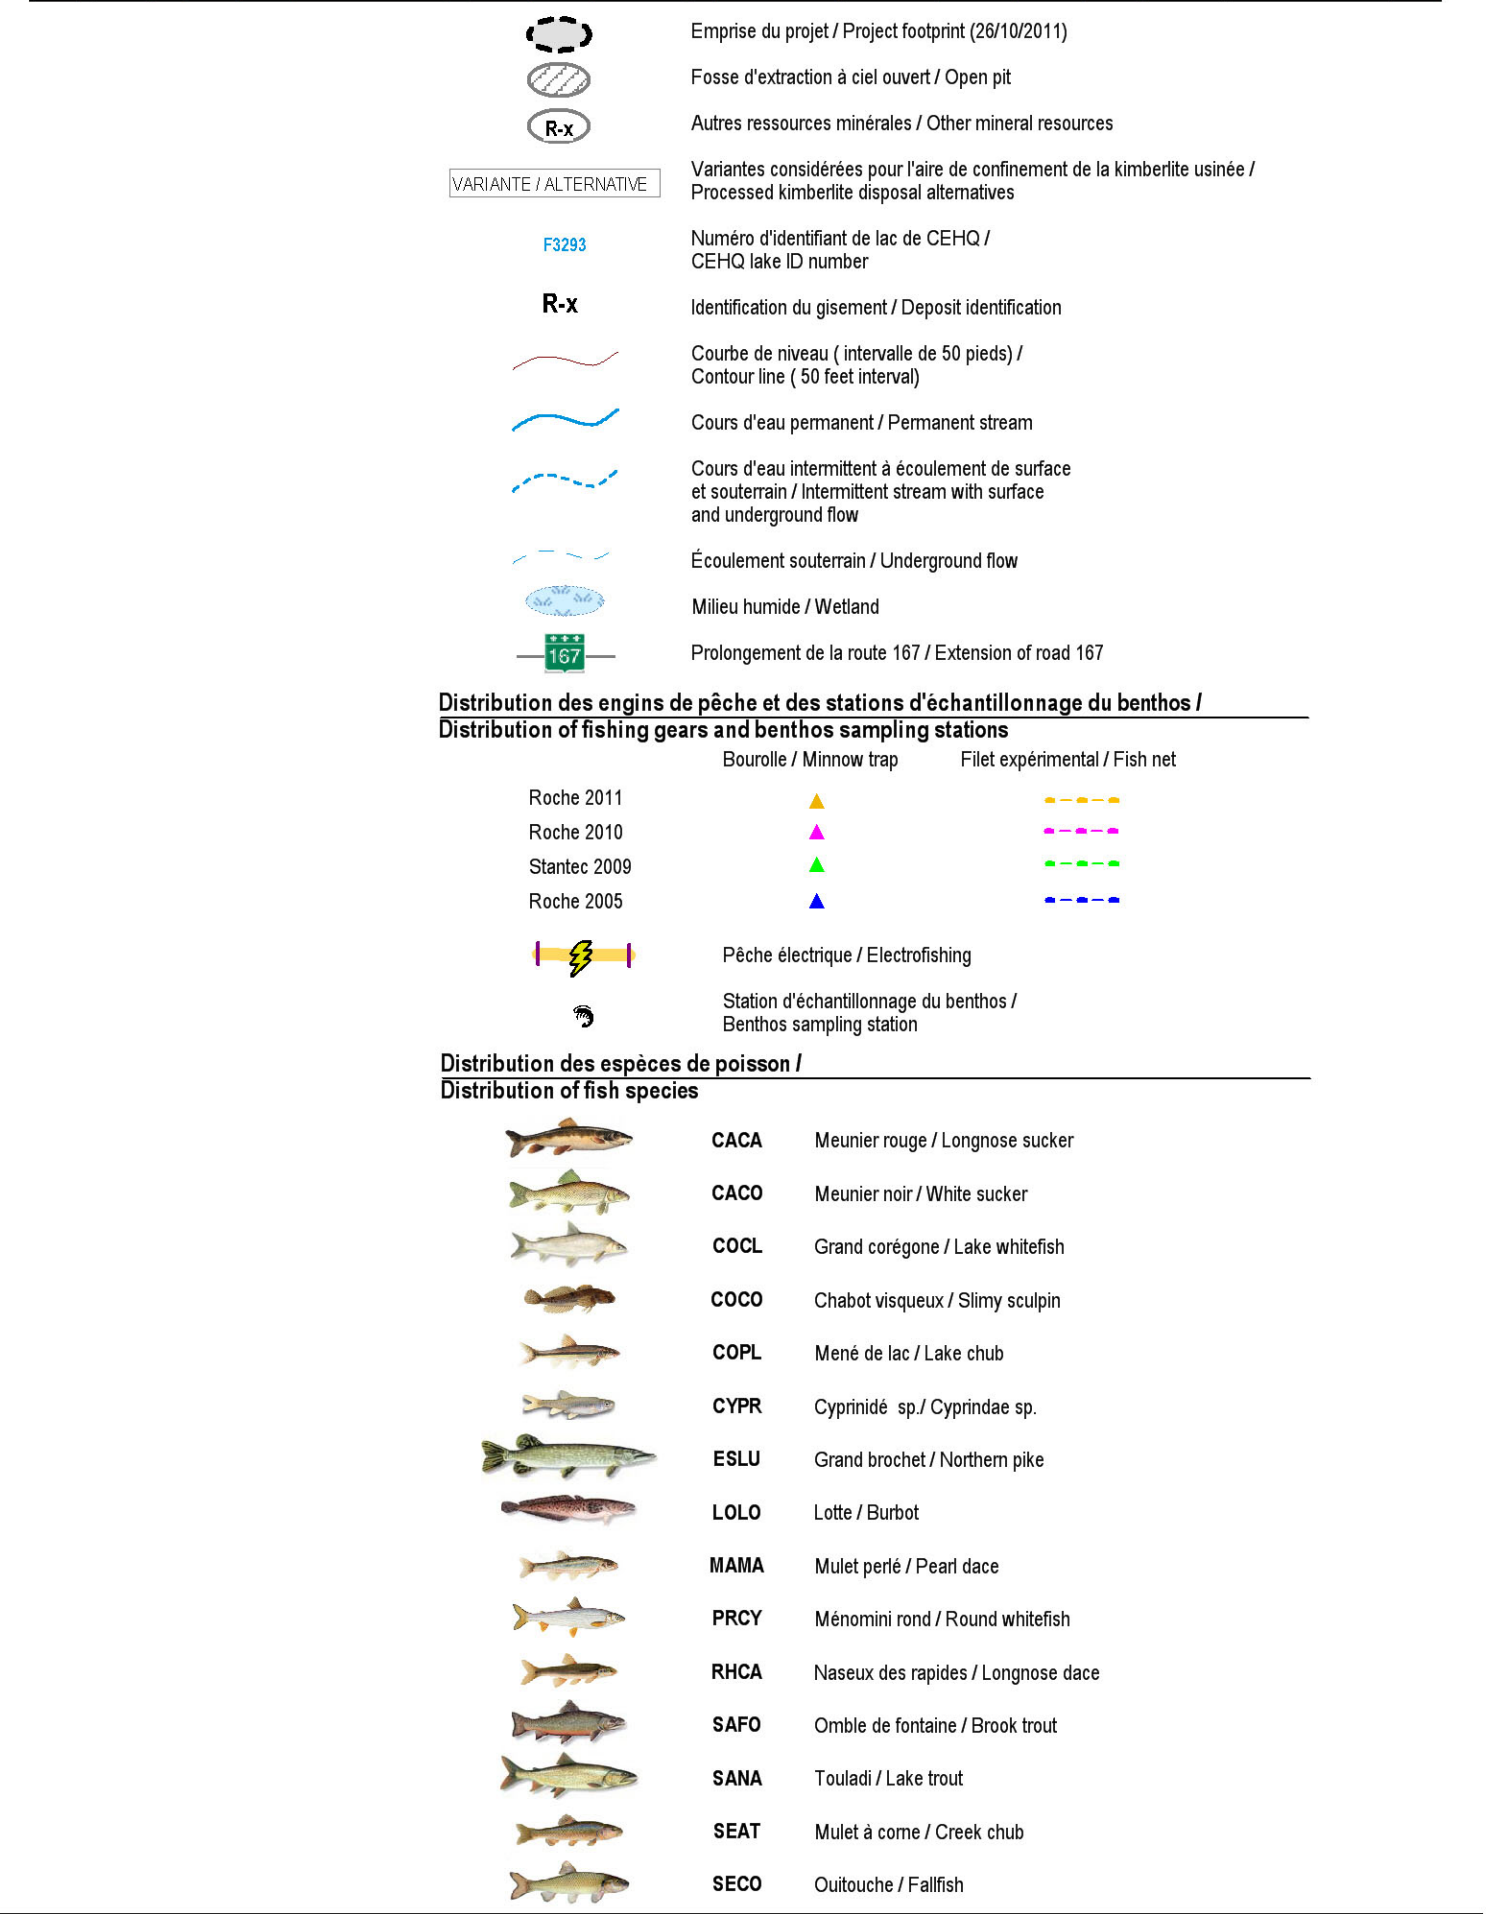 Emprise du projet / Project footprint (26/10/2011)
Fosse d'extraction à ciel ouvert / Open pit
R-x
Autres ressources minérales / Other mineral resources
VARIANTE / ALTERNATIVE
Variantes considérées pour l'aire de confinement de la kimberlite usinée /
Processed kimberlite disposal alternatives
F3293
Numéro d'identifiant de lac de CEHQ /
CEHQ lake ID number
R-x
Identification du gisement / Deposit identification
Courbe de niveau ( intervalle de 50 pieds) /
Contour line ( 50 feet interval)
Cours d'eau permanent / Permanent stream
Cours d'eau intermittent à écoulement de surface
et souterrain / Intermittent stream with surface
and underground flow
Écoulement souterrain / Underground flow
Milieu humide / Wetland
167
Prolongement de la route 167 / Extension of road 167
Distribution des engins de pêche et des stations d'échantillonnage du benthos /
Distribution of fishing gears and benthos sampling stations
Bourolle / Minnow trap Filet expérimental / Fish net
Roche 2011
Roche 2010
Stantec 2009
Roche 2005
Pêche électrique / Electrofishing
Station d'échantillonnage du benthos /
Benthos sampling station
Distribution des espèces de poisson /
Distribution of fish species
CACA Meunier rouge / Longnose sucker
CACO Meunier noir / White sucker
COCL Grand corégone / Lake whitefish
COCO Chabot visqueux / Slimy sculpin
COPL Mené de lac / Lake chub
CYPR Cyprinidé sp./ Cyprindae sp.
ESLU Grand brochet / Northern pike
LOLO Lotte / Burbot
MAMA Mulet perlé / Pearl dace
PRCY Ménomini rond / Round whitefish
RHCA Naseux des rapides / Longnose dace
SAFO Omble de fontaine / Brook trout
SANA Touladi / Lake trout
SEAT Mulet à corne / Creek chub
SECO Ouitouche / Fallfish